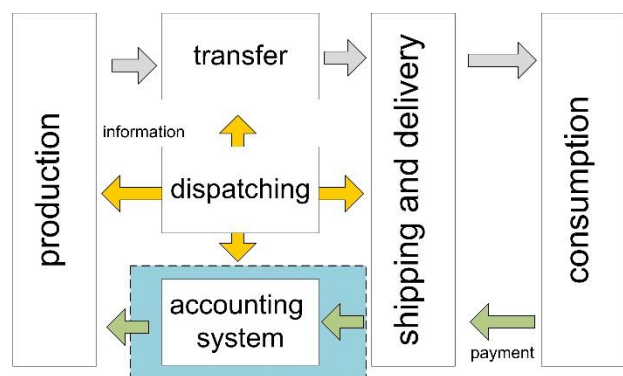 production
transfer
information
dispatching
accounting
system
shipping and delivery
payment
consumption